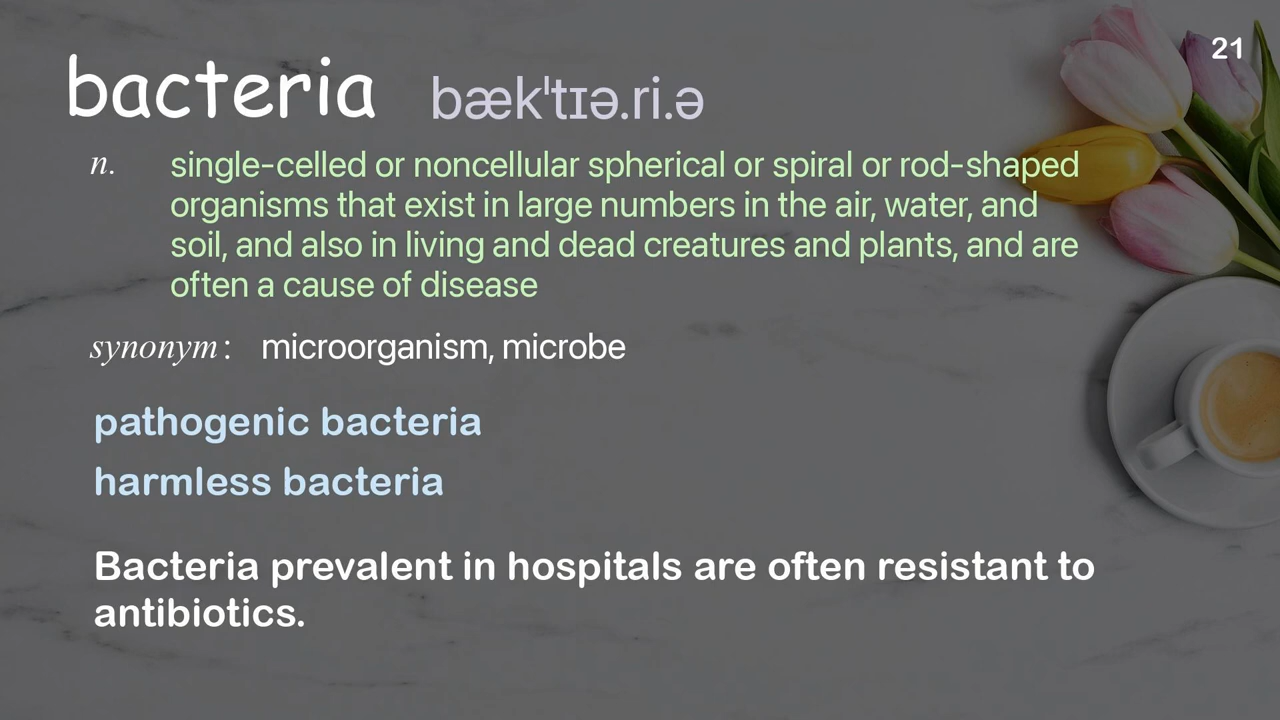 21
bacteria bækˈtɪə.ri.ə
n. single-celled or noncellular spherical or spiral or rod-shaped
organisms that exist in large numbers in the air, water, and
soil, and also in living and dead creatures and plants, and are
often a cause of disease
synonym: microorganism, microbe
pathogenic bacteria
harmless bacteria
Bacteria prevalent in hospitals are often resistant to
antibiotics.